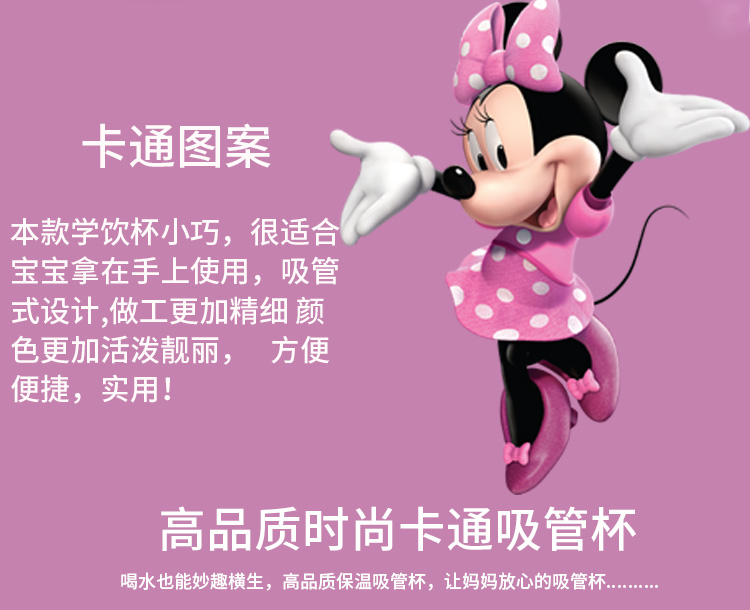 卡通图案
本款学饮杯小巧，很适合
宝宝拿在手上使用，吸管
式设计,做工更加精细 颜
色更加活泼靓丽， 方便
便捷，实用！
高品质时尚卡通吸管杯
喝水也能妙趣横生，高品质保温吸管杯，让妈妈放心的吸管杯..........